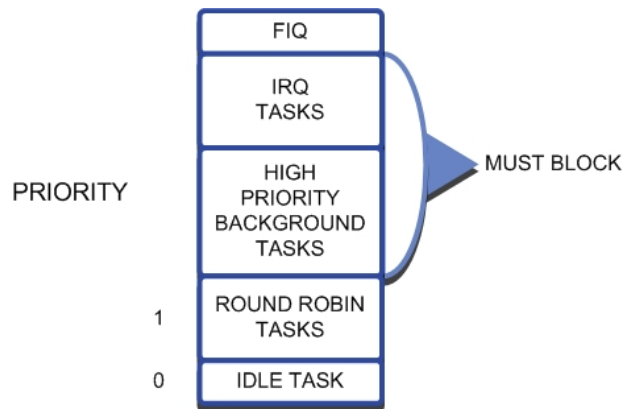 FIQ
IRQ
TASKS
MUST BLOCK
HIGH
PRIORITY
BACKGROUND
TASKS
PRIORITY
1
ROUND ROBIN
TASKS
0
IDLE TASK